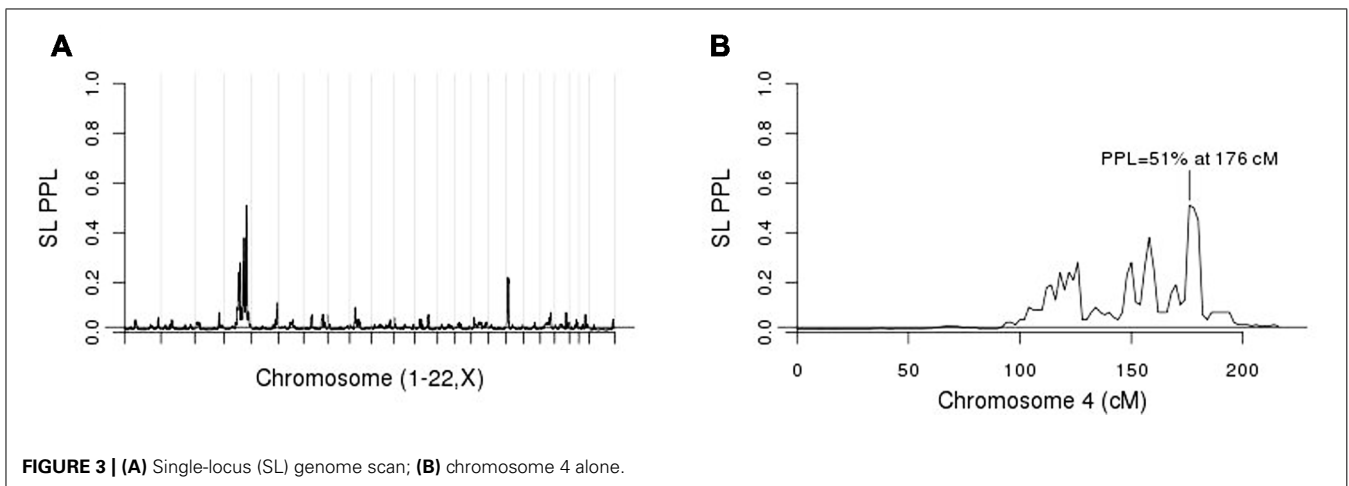 A
SL PPL
1.0
0.8
0.6
0.4
0.2
0.0
Chromosome (1-22,X)
B
SL PPL
1.0
0.8
0.6
0.4
0.2
0.0
PPL=51% at 176 cM
0 50 100 150 200
Chromosome 4 (cM)
FIGURE 3 | (A) Single-locus (SL) genome scan; (B) chromosome 4 alone.